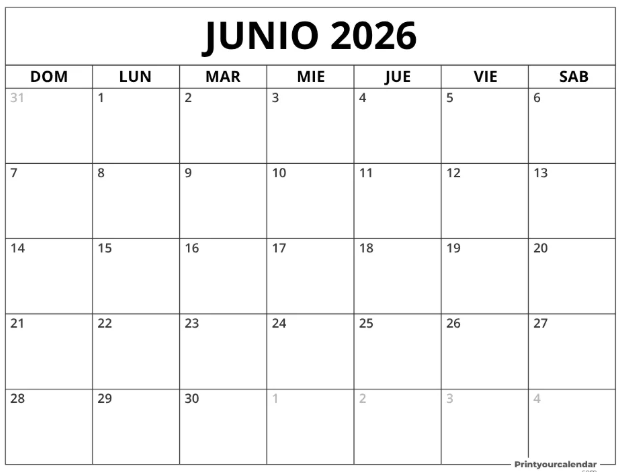 JUNIO 2026
DOM LUN MAR MIE JUE VIE SAB
31 1 2 3 4 5 6
7 8 9 10 11 12 13
14 15 16 17 18 19 20
21 22 23 24 25 26 27
28 29 30 1 2 3 4
Printyourcalendar
.com